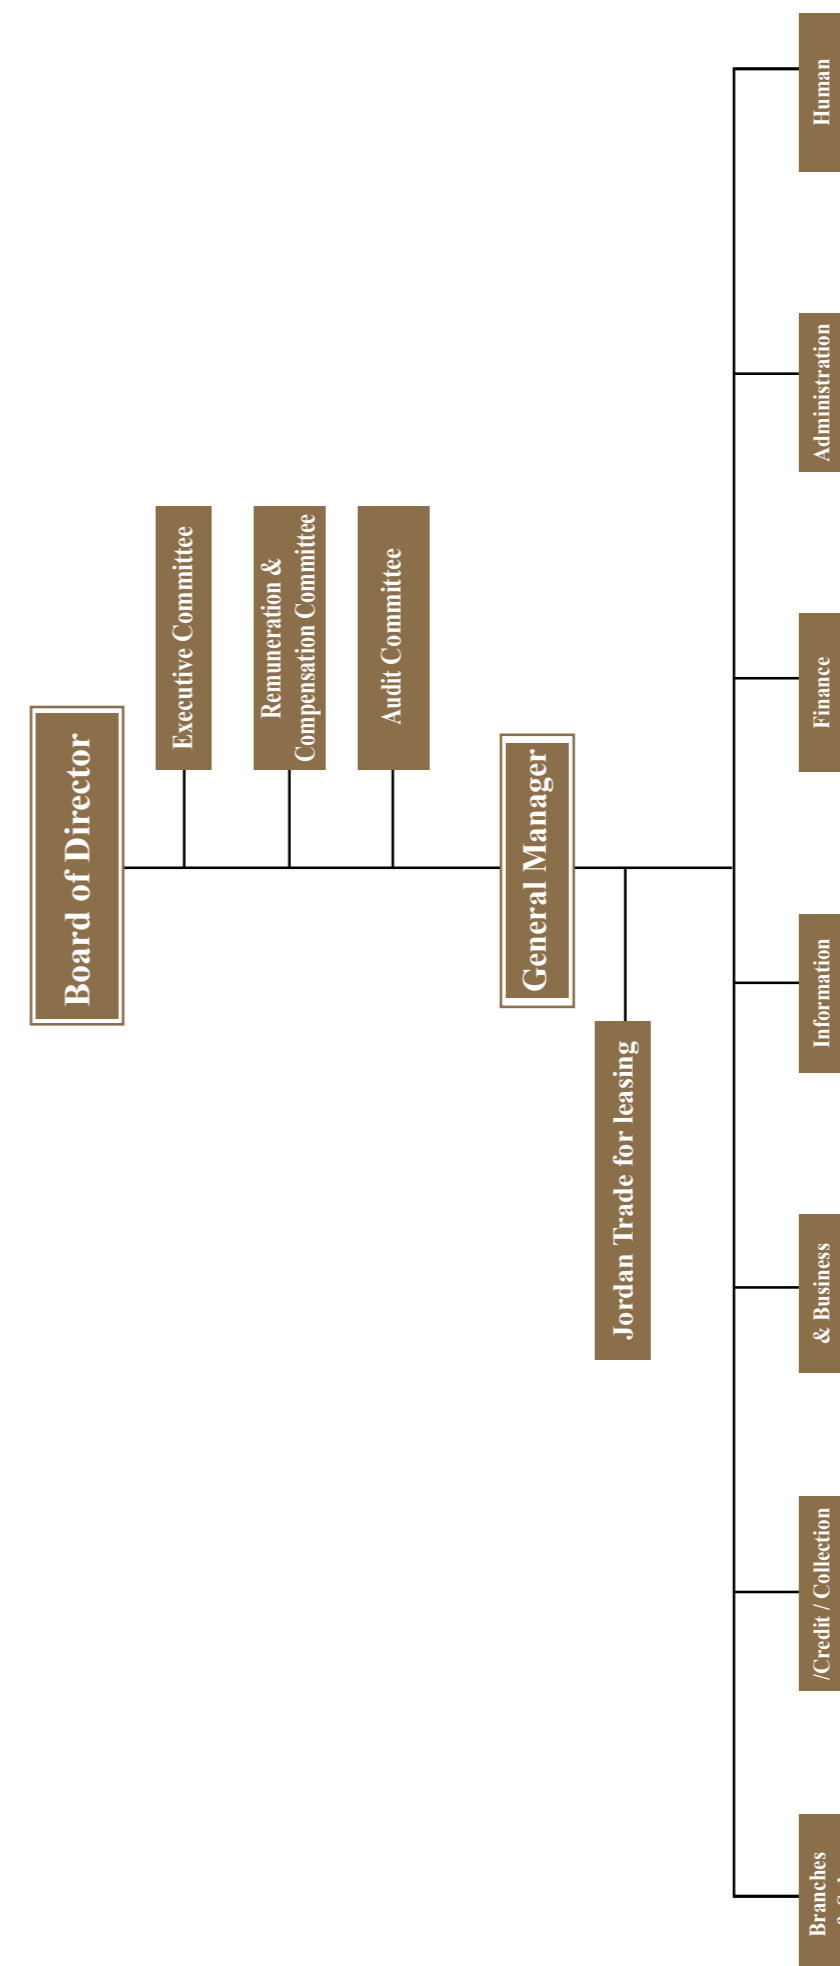 Board of Director
Executive Committee
Remuneration &
Compensation Committee
Audit Committee
General Manager
Jordan Trade for leasing
Branches
/Credit / Collection
& Business
Information
Finance
Administration
Human